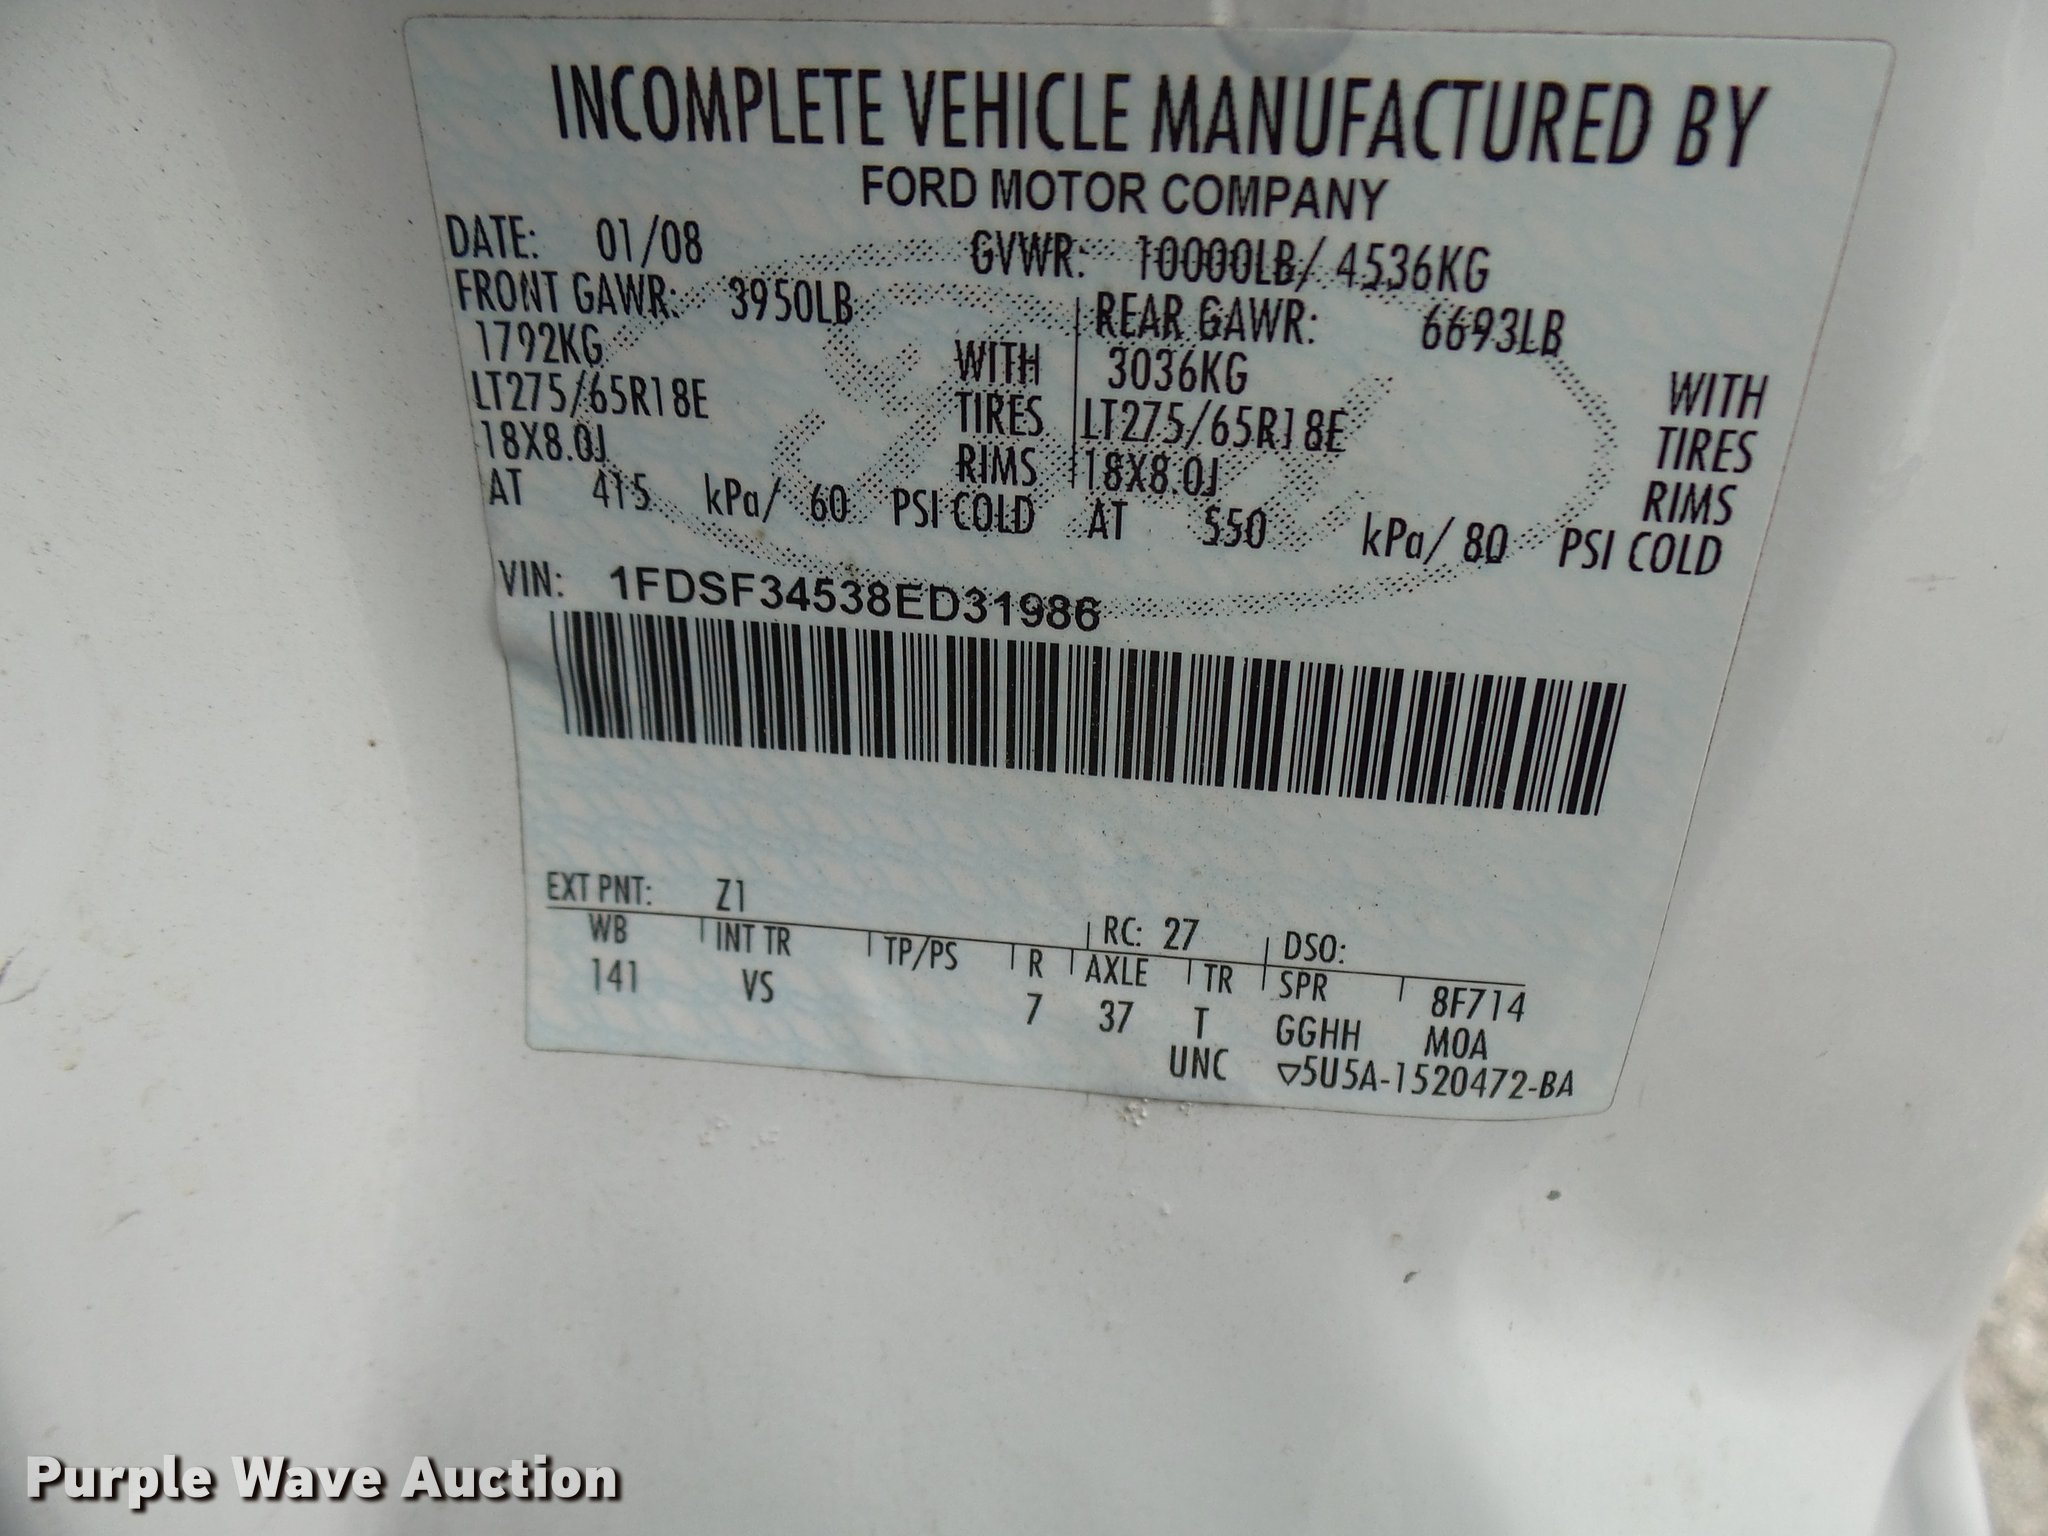 INCOMPLETE VEHICLE MANUFACTURED BY
FORD MOTOR COMPANY
DATE: 01/08 GVWR: 10000LB/ 4536KG
FRONT GAWR: 3950LB REAR GAWR: 6693LB
1792KG WITH 3036KG WITH
LT275/65R18E TIRES LT275/65R18E TIRES
18X8.0J RIMS 18X8.0J RIMS
AT 415 kPa/ 60 PSI COLD AT 550 kPa/ 80 PSI COLD
VIN: 1FDSF34538ED31986
EXT PNT: Z1 RC: 27 DSO:
WB INT TR TP/PS R AXLE TR SPR 8F714
141 VS 7 37 T GGHH MOA
UNC ▽5U5A-1520472-BA
Purple Wave Auction